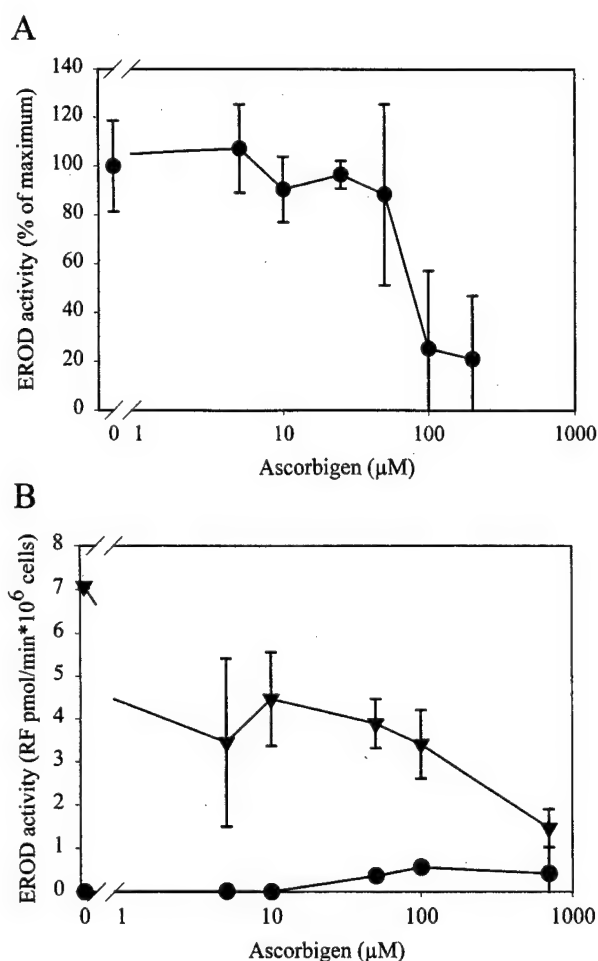 A
140
120
100
80
60
40
20
0
EROD activity (% of maximum)
0 1 10 100 1000
Ascorbigen (µM)
B
8
7
6
5
4
3
2
1
0
EROD activity (RF pmol/min*10⁶ cells)
0 1 10 100 1000
Ascorbigen (µM)